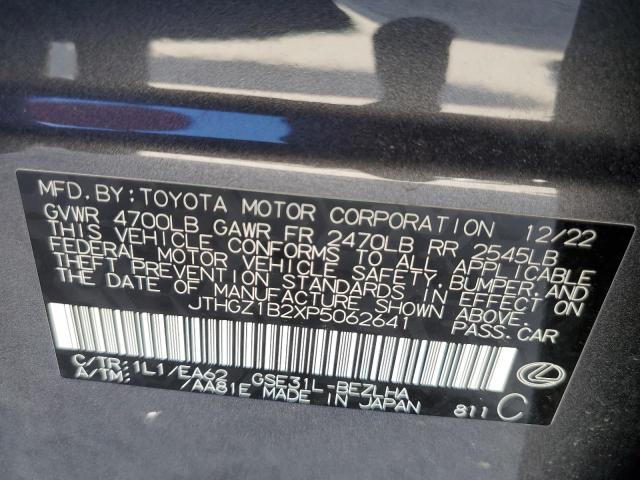 MFD. BY: TOYOTA MOTOR CORPORATION 12/22
GVWR 4700LB GAWR FR 2470LB RR 2545LB
THIS VEHICLE CONFORMS TO ALL APPLICABLE
FEDERAL MOTOR VEHICLE SAFETY, BUMPER, AND
THEFT PREVENTION STANDARDS IN EFFECT ON
THE DATE OF MANUFACTURE SHOWN ABOVE.
JTHGZ1B2XP5062641 PASS. CAR
C/TR: 1L1/EA62 GSE31L-BEZLHA
A/TM: /AA81E MADE IN JAPAN 811 C